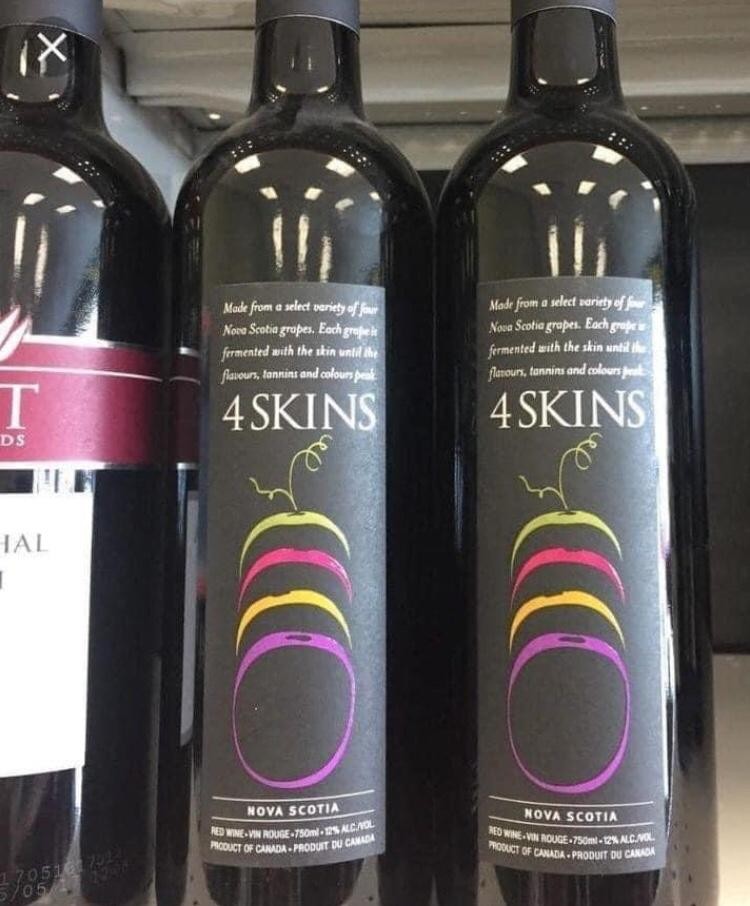 T
DS
HAL
Made from a select variety of four
Nova Scotia grapes. Each grape is
fermented with the skin until the
flavours, tannins and colours peak.
4 SKINS
NOVA SCOTIA
RED WINE • VIN ROUGE • 750ml • 12% ALC./VOL.
PRODUCT OF CANADA • PRODUIT DU CANADA
Made from a select variety of four
Nova Scotia grapes. Each grape is
fermented with the skin until the
flavours, tannins and colours peak.
4 SKINS
NOVA SCOTIA
RED WINE • VIN ROUGE • 750ml • 12% ALC./VOL.
PRODUCT OF CANADA • PRODUIT DU CANADA